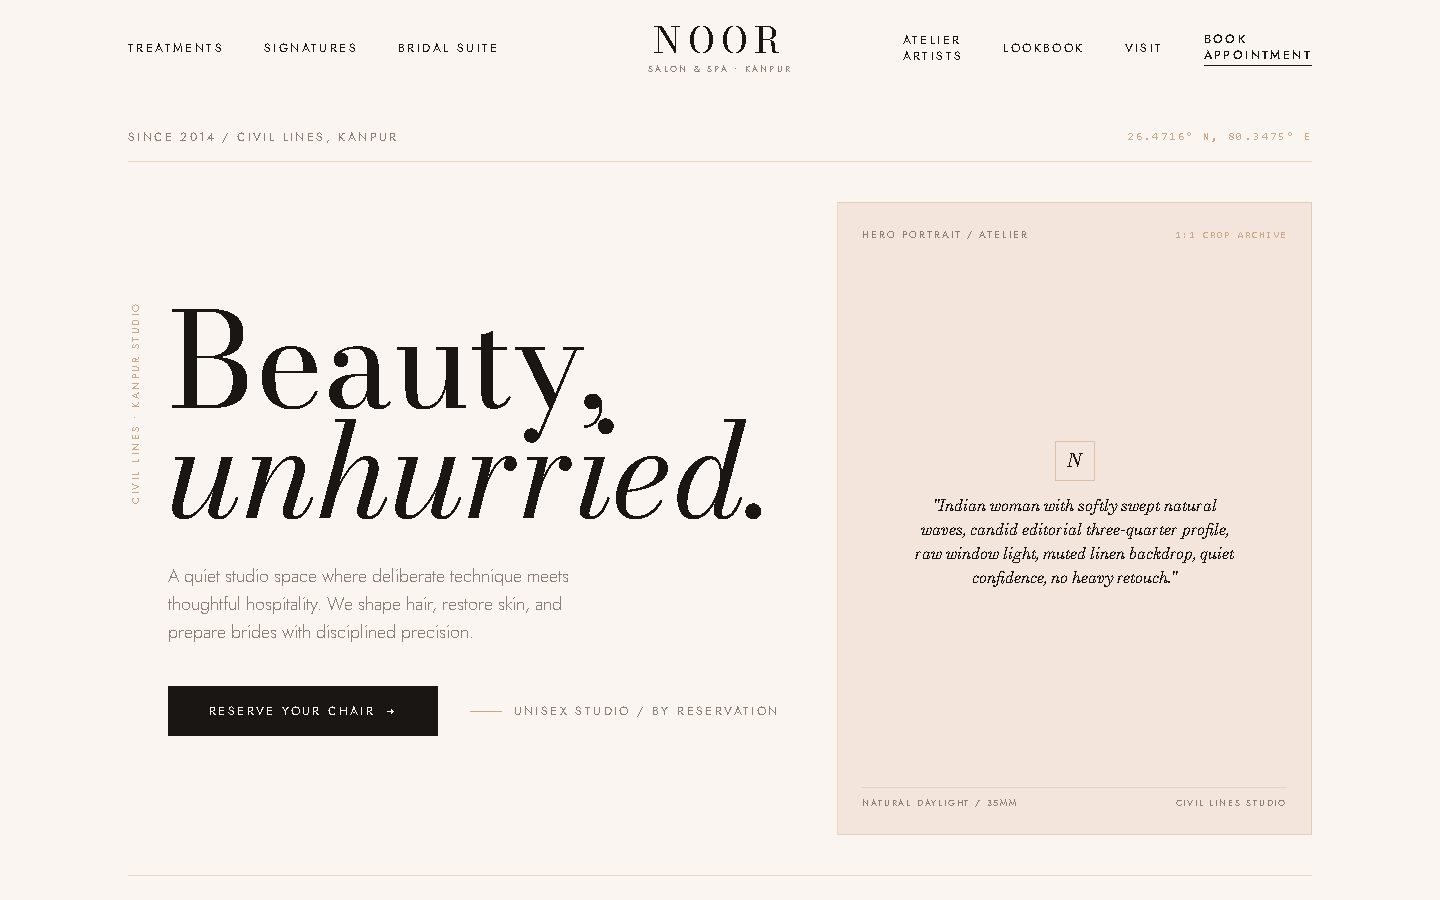 TREATMENTS
SIGNATURES
BRIDAL SUITE
NOOR
SALON & SPA · KANPUR
ATELIER
ARTISTS
LOOKBOOK
VISIT
BOOK
APPOINTMENT
SINCE 2014 / CIVIL LINES, KANPUR
26.4716° N, 80.3475° E
CIVIL LINES · KANPUR STUDIO
Beauty,
unhurried.
A quiet studio space where deliberate technique meets
thoughtful hospitality. We shape hair, restore skin, and
prepare brides with disciplined precision.
RESERVE YOUR CHAIR →
UNISEX STUDIO / BY RESERVATION
HERO PORTRAIT / ATELIER
1:1 CROP ARCHIVE
N
"Indian woman with softly swept natural
waves, candid editorial three-quarter profile,
raw window light, muted linen backdrop, quiet
confidence, no heavy retouch."
NATURAL DAYLIGHT / 35MM
CIVIL LINES STUDIO